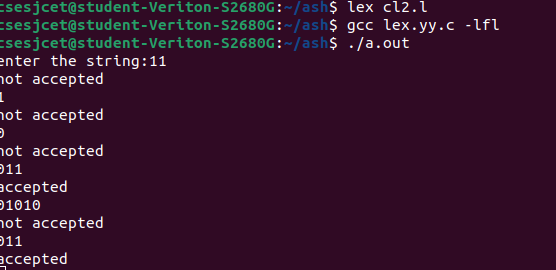 csesjcet@student-Veriton-S2680G:~/ash$ lex cl2.l
csesjcet@student-Veriton-S2680G:~/ash$ gcc lex.yy.c -lfl
csesjcet@student-Veriton-S2680G:~/ash$ ./a.out
enter the string:11
not accepted
1
not accepted
0
not accepted
011
accepted
01010
not accepted
011
accepted